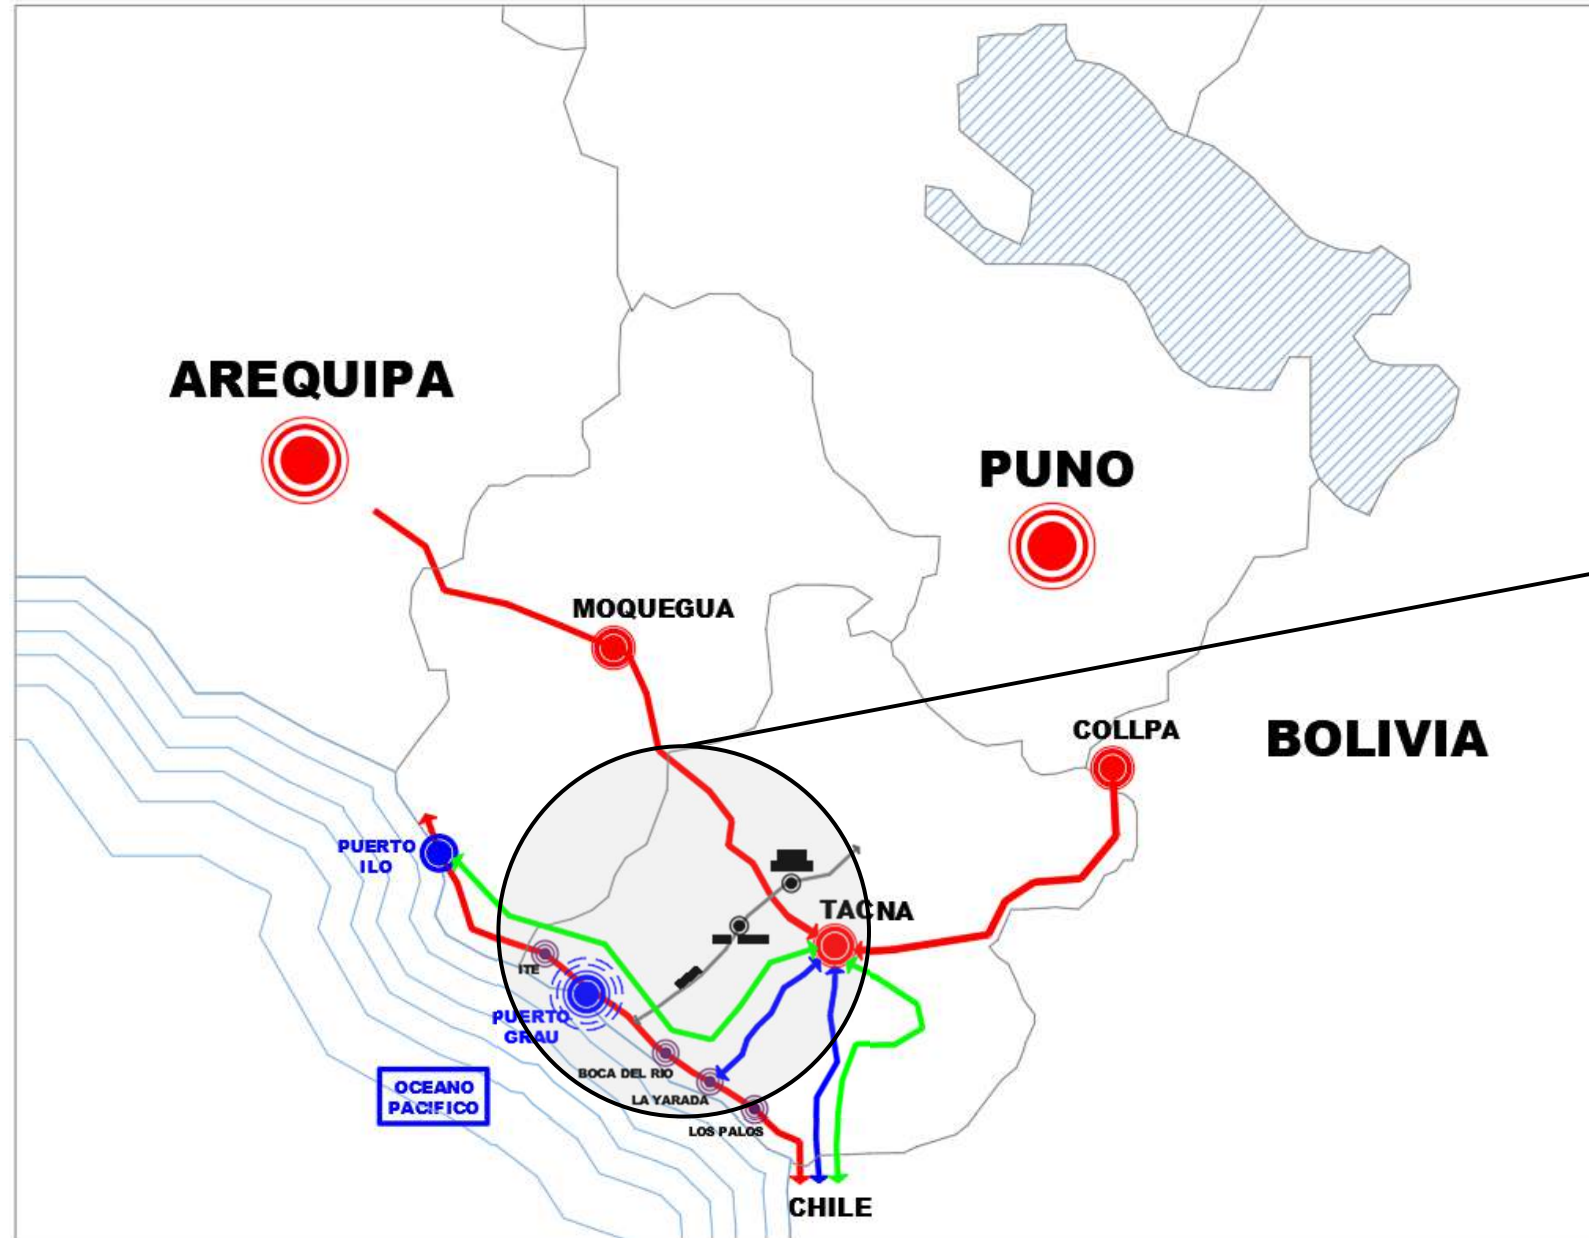 AREQUIPA
PUNO
MOQUEGUA
COLLPA
BOLIVIA
PUERTO
ILO
TACNA
ITE
PUERTO
GRAU
BOCA DEL RIO
OCEANO
PACIFICO
LA YARADA
LOS PALOS
CHILE